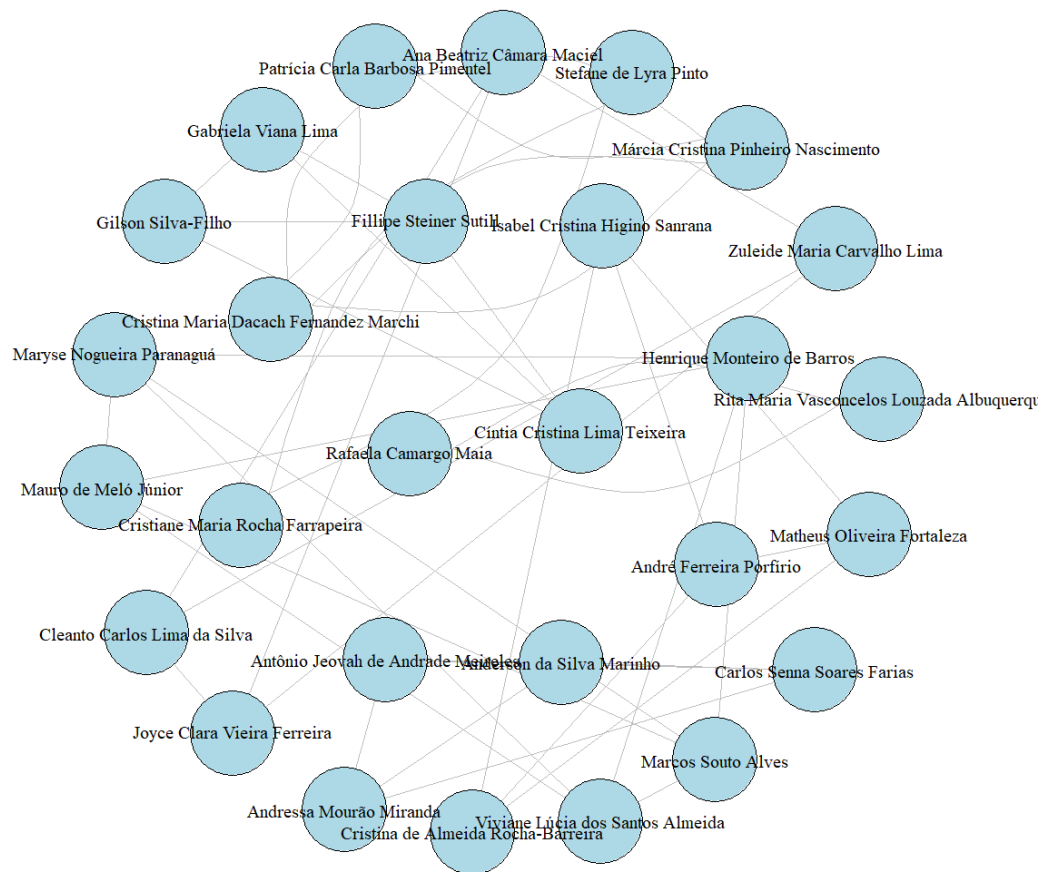 Ana Beatriz Câmara Maciel
Patrícia Carla Barbosa Pimentel
Stefane de Lyra Pinto
Gabriela Viana Lima
Márcia Cristina Pinheiro Nascimento
Gilson Silva-Filho
Fillipe Steiner Sutill
Isabel Cristina Higino Sanrana
Zuleide Maria Carvalho Lima
Cristina Maria Dacach Fernandez Marchi
Maryse Nogueira Paranaguá
Henrique Monteiro de Barros
Rita Maria Vasconcelos Louzada Albuquerqu
Cíntia Cristina Lima Teixeira
Rafaela Camargo Maia
Mauro de Meló Júnior
Cristiane Maria Rocha Farrapeira
Matheus Oliveira Fortaleza
André Ferreira Porfírio
Cleanto Carlos Lima da Silva
Antônio Jeovah de Andrade Meireles
Anderson da Silva Marinho
Carlos Senna Soares Farias
Joyce Clara Vieira Ferreira
Marcos Souto Alves
Andressa Mourão Miranda
Viviane Lúcia dos Santos Almeida
Cristina de Almeida Rocha-Barreira